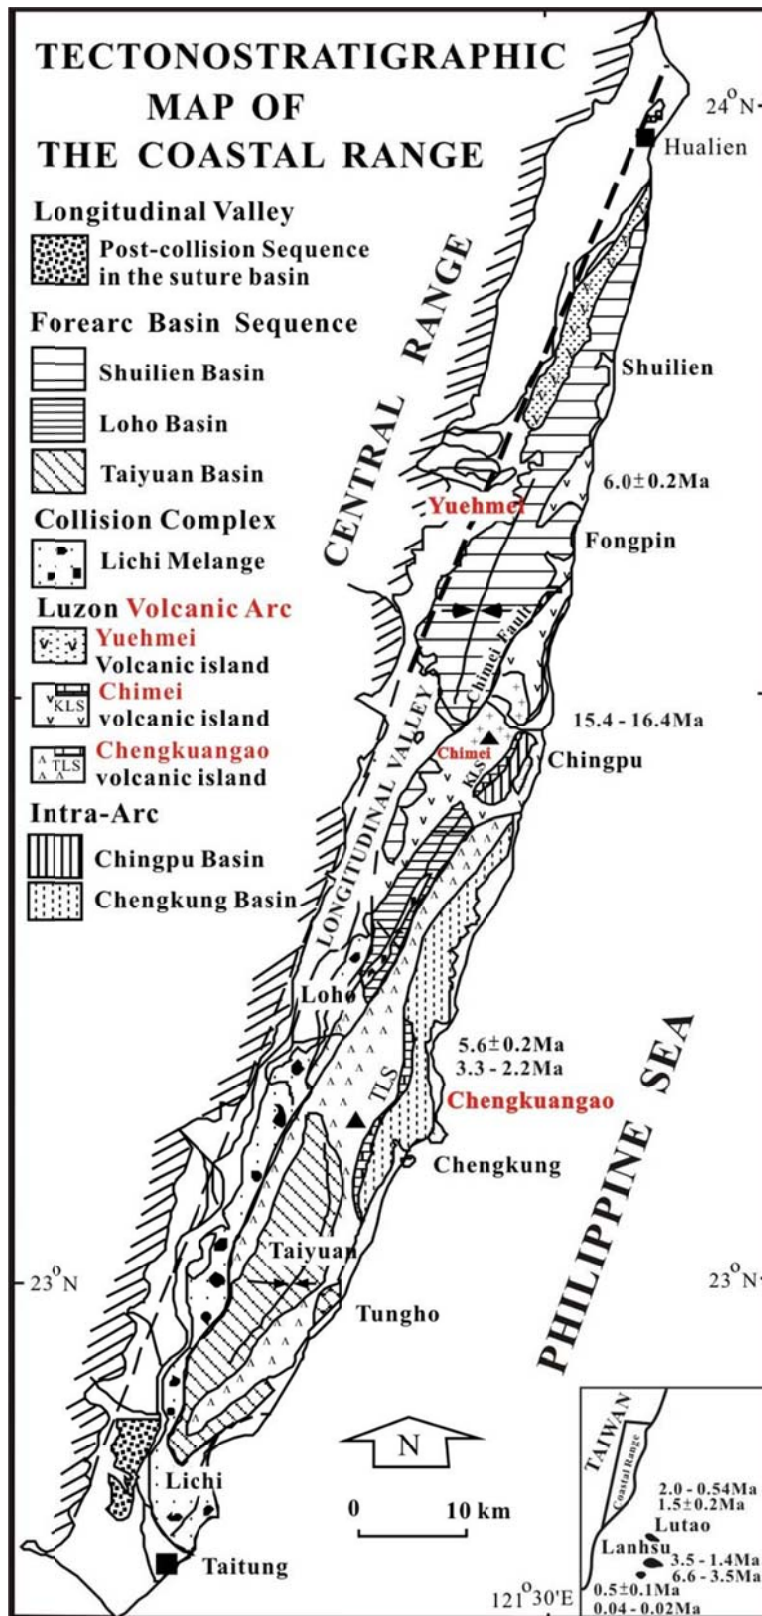 TECTONOSTRATIGRAPHIC
MAP OF
THE COASTAL RANGE
Longitudinal Valley
Post-collision Sequence
in the suture basin
Forearc Basin Sequence
Shuilien Basin
Loho Basin
Taiyuan Basin
Collision Complex
Lichi Melange
Luzon Volcanic Arc
Yuehmei
Volcanic island
KLS
Chimei
volcanic island
TLS
Chengkuangao
volcanic island
Intra-Arc
Chingpu Basin
Chengkung Basin
24°N
Hualien
CENTRAL RANGE
Shuilien
6.0±0.2Ma
Yuehmei
Fongpin
Chimei Fault
LONGITUDINAL VALLEY
15.4 - 16.4Ma
Chimei
KLS
Chingpu
Loho
5.6±0.2Ma
3.3 - 2.2Ma
TLS
Chengkuangao
Chengkung
PHILIPPINE SEA
Taiyuan
23°N
23°N
Tungho
N
0 10 km
Lichi
Taitung
121°30'E
TAIWAN
Coastal Range
2.0 - 0.54Ma
1.5±0.2Ma
Lutao
Lanhsu
3.5 - 1.4Ma
6.6 - 3.5Ma
0.5±0.1Ma
0.04 - 0.02Ma